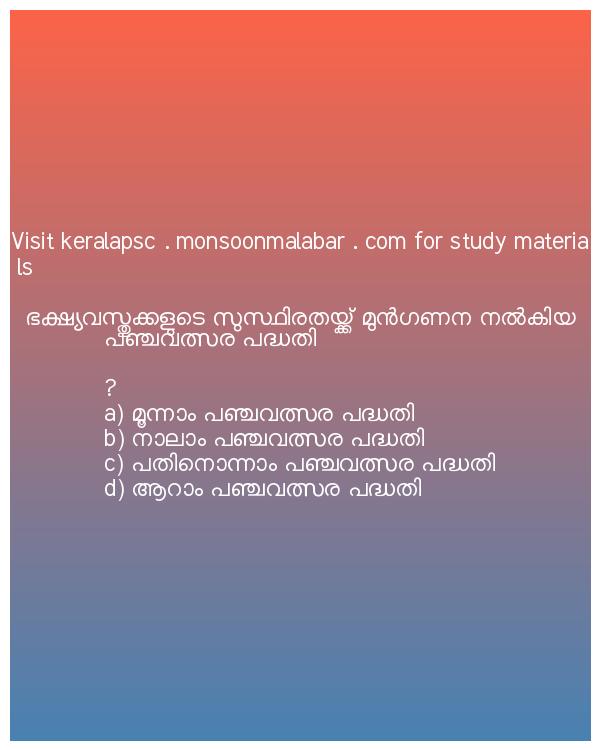 Visit keralapsc . monsoonmalabar . com for study materia
ls
ഭക്ഷ്യവസ്തുക്കളുടെ സുസ്ഥിരതയ്ക്ക് മുൻഗണന നൽകിയ
പഞ്ചവത്സര പദ്ധതി
?
a) മൂന്നാം പഞ്ചവത്സര പദ്ധതി
b) നാലാം പഞ്ചവത്സര പദ്ധതി
c) പതിനൊന്നാം പഞ്ചവത്സര പദ്ധതി
d) ആറാം പഞ്ചവത്സര പദ്ധതി